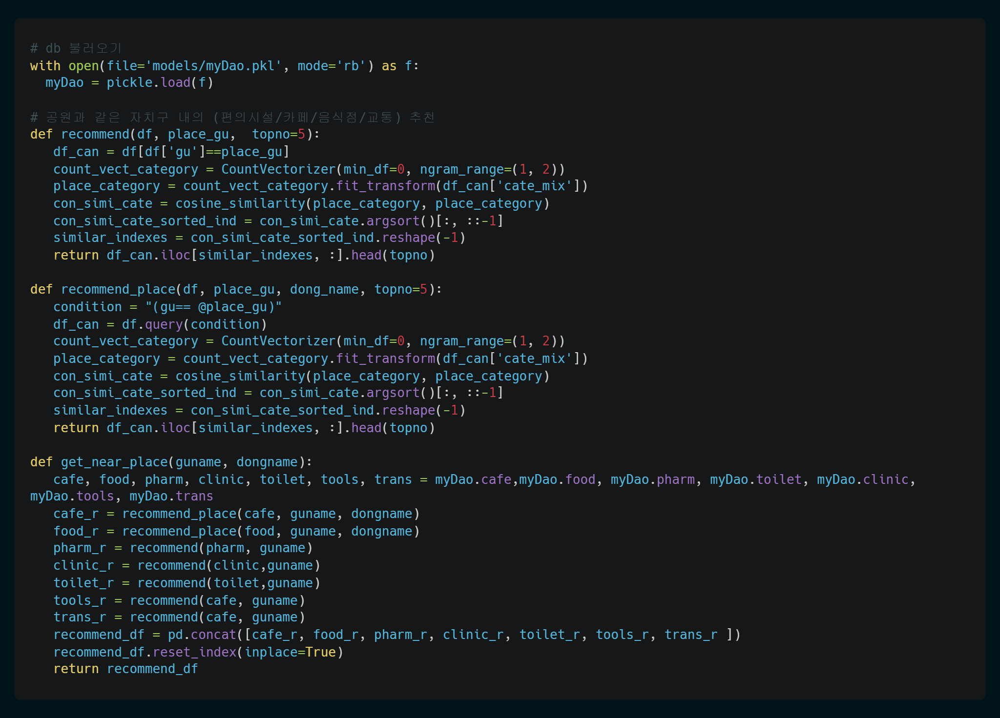 # db 불러오기
with open(file='models/myDao.pkl', mode='rb') as f:
  myDao = pickle.load(f)

# 공원과 같은 자치구 내의 (편의시설/카페/음식점/교통) 추천
def recommend(df, place_gu,  topno=5):
   df_can = df[df['gu']==place_gu]
   count_vect_category = CountVectorizer(min_df=0, ngram_range=(1, 2))
   place_category = count_vect_category.fit_transform(df_can['cate_mix'])
   con_simi_cate = cosine_similarity(place_category, place_category)
   con_simi_cate_sorted_ind = con_simi_cate.argsort()[:, ::-1]
   similar_indexes = con_simi_cate_sorted_ind.reshape(-1)
   return df_can.iloc[similar_indexes, :].head(topno)

def recommend_place(df, place_gu, dong_name, topno=5):
   condition = "(gu== @place_gu)"
   df_can = df.query(condition)
   count_vect_category = CountVectorizer(min_df=0, ngram_range=(1, 2))
   place_category = count_vect_category.fit_transform(df_can['cate_mix'])
   con_simi_cate = cosine_similarity(place_category, place_category)
   con_simi_cate_sorted_ind = con_simi_cate.argsort()[:, ::-1]
   similar_indexes = con_simi_cate_sorted_ind.reshape(-1)
   return df_can.iloc[similar_indexes, :].head(topno)

def get_near_place(guname, dongname):
   cafe, food, pharm, clinic, toilet, tools, trans = myDao.cafe,myDao.food, myDao.pharm, myDao.toilet, myDao.clinic,
myDao.tools, myDao.trans
   cafe_r = recommend_place(cafe, guname, dongname)
   food_r = recommend_place(food, guname, dongname)
   pharm_r = recommend(pharm, guname)
   clinic_r = recommend(clinic,guname)
   toilet_r = recommend(toilet,guname)
   tools_r = recommend(cafe, guname)
   trans_r = recommend(cafe, guname)
   recommend_df = pd.concat([cafe_r, food_r, pharm_r, clinic_r, toilet_r, tools_r, trans_r ])
   recommend_df.reset_index(inplace=True)
   return recommend_df